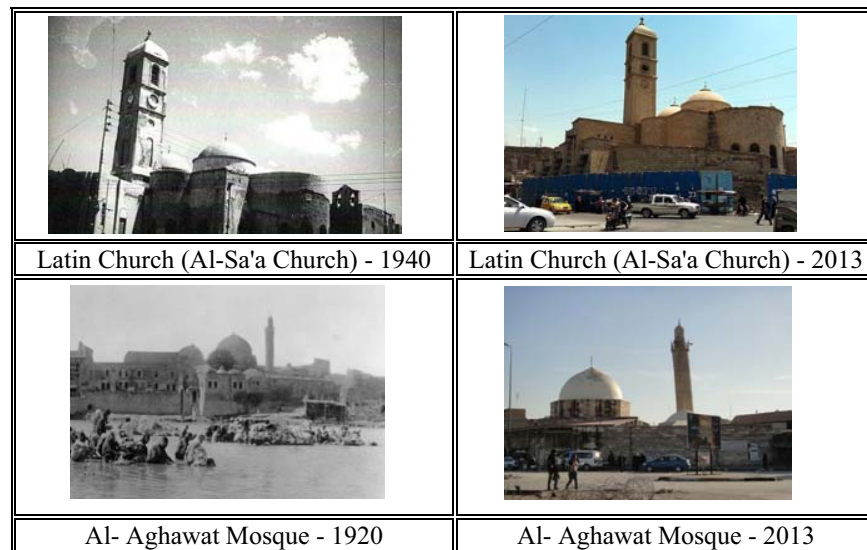 Latin Church (Al-Sa'a Church) - 1940
Latin Church (Al-Sa'a Church) - 2013
Al- Aghawat Mosque - 1920
Al- Aghawat Mosque - 2013